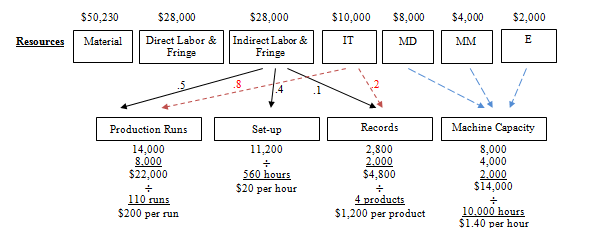 $50,230 $28,000 $28,000 $10,000 $8,000 $4,000 $2,000
Resources Material Direct Labor & Fringe Indirect Labor & Fringe IT MD MM E
.5 .8 .4 .1 .2
Production Runs Set-up Records Machine Capacity
14,000 11,200 2,800 8,000
8,000 ÷ 2,000 4,000
$22,000 560 hours $4,800 2,000
÷ $20 per hour ÷ $14,000
110 runs 4 products ÷
$200 per run $1,200 per product 10,000 hours
$1.40 per hour